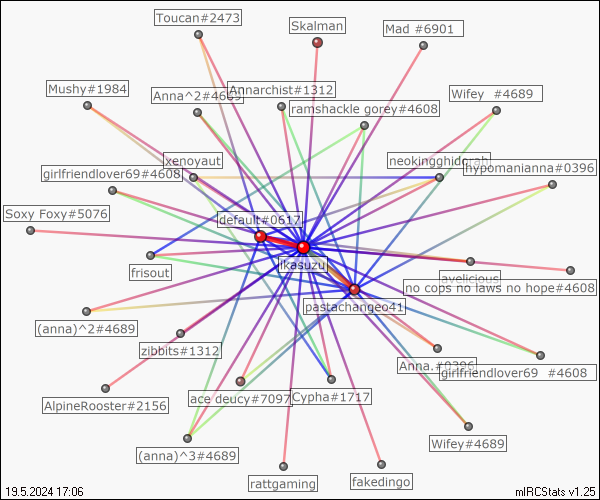 Toucan#2473
Skalman
Mad #6901
Mushy#1984
Anna^2#4689
Annarchist#1312
Wifey #4689
ramshackle gorey#4608
xenoyaut
neokingghidorah
girlfriendlover69#4608
hypomanianna#0396
Soxy Foxy#5076
default#0617
ikasuzu
frisout
avelicious
no cops no laws no hope#4608
pastachangeo41
(anna)^2#4689
zibbits#1312
Anna.#0396
girlfriendlover69 #4608
AlpineRooster#2156
ace deucy#7097
Cypha#1717
(anna)^3#4689
Wifey#4689
rattgaming
fakedingo
19.5.2024 17:06
mIRCStats v1.25